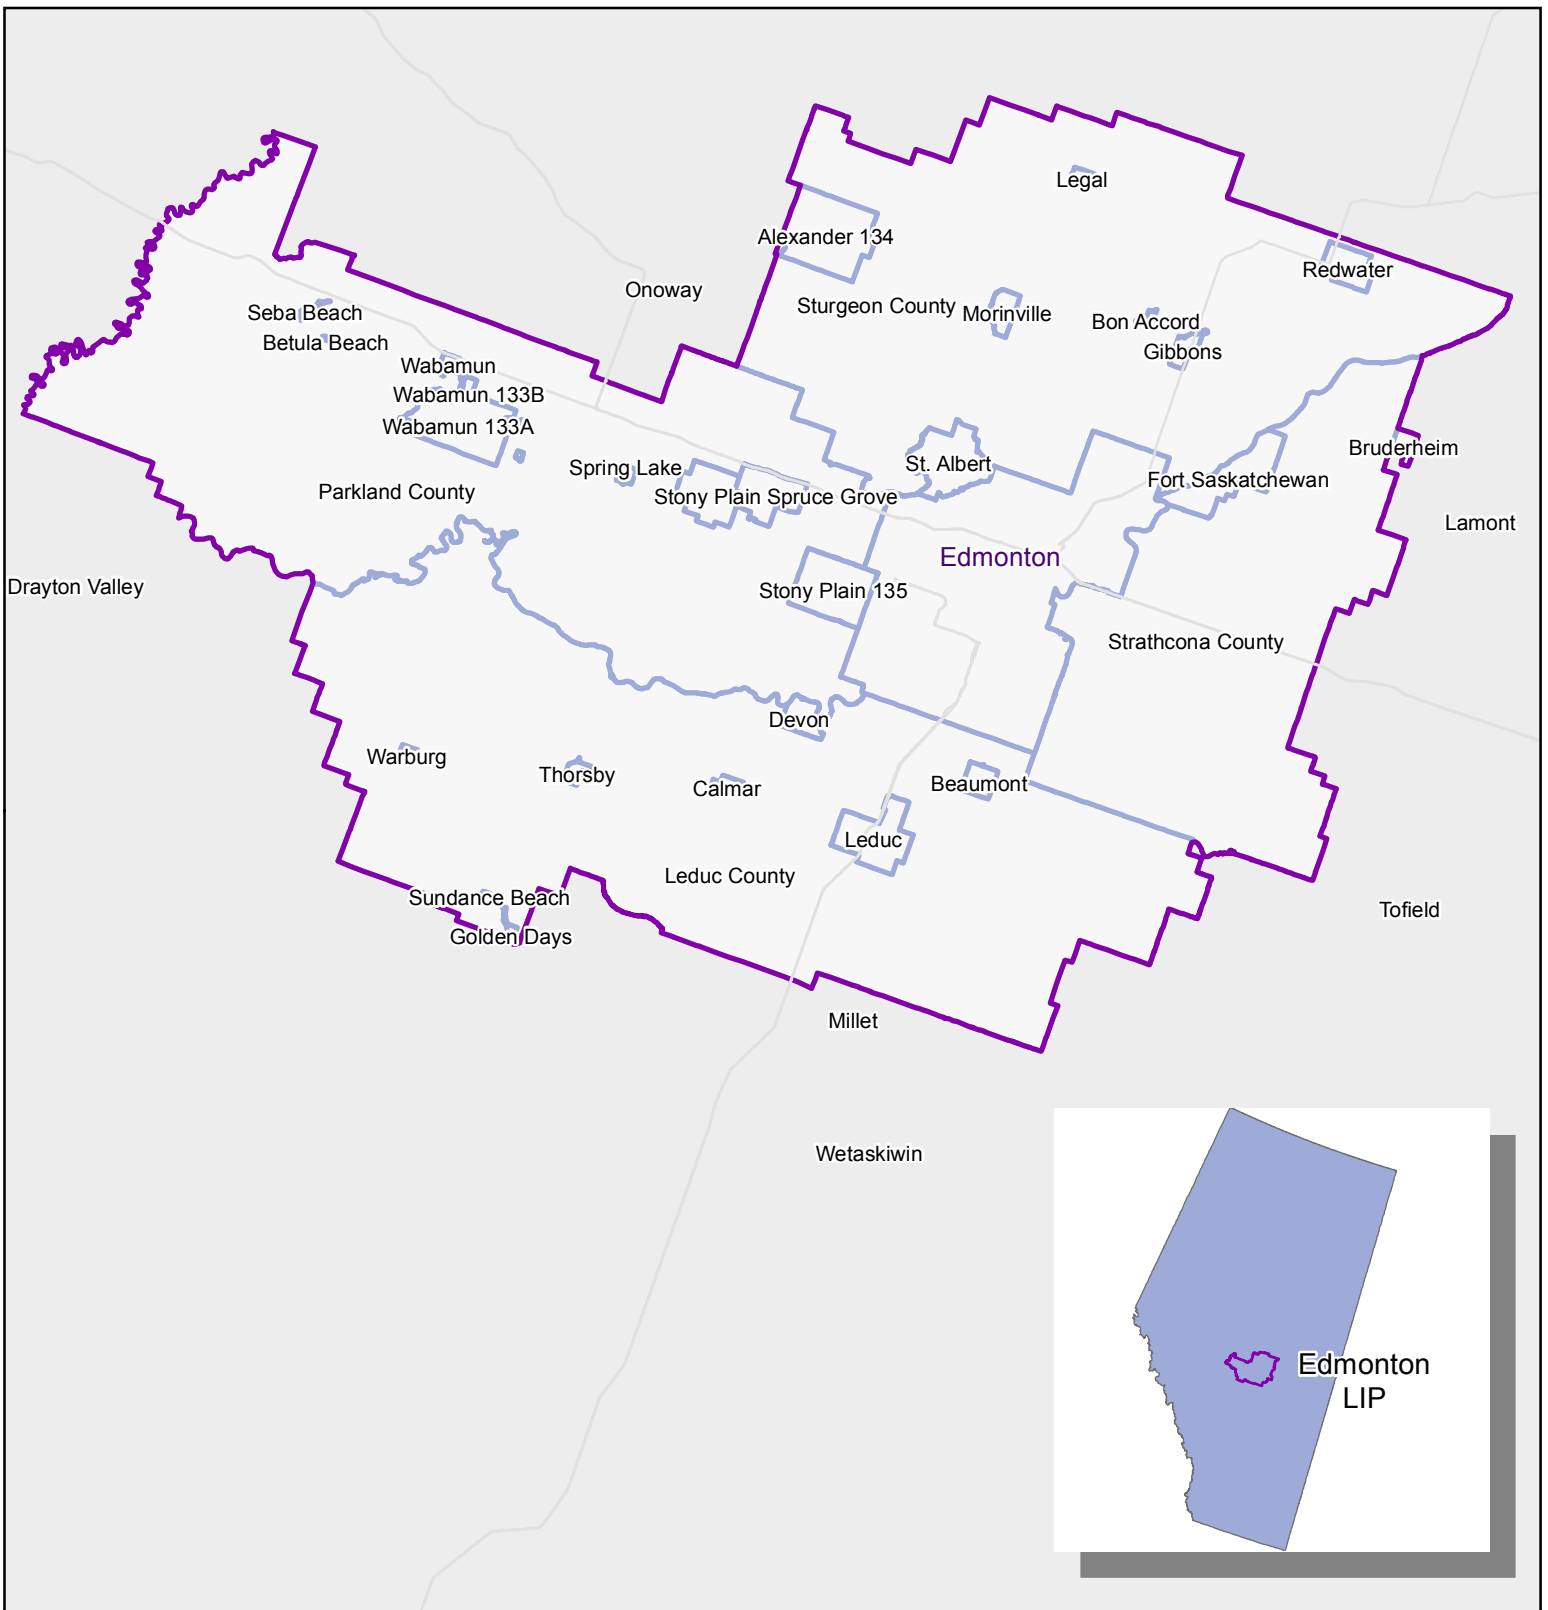 Legal
Alexander 134
Redwater
Onoway
Sturgeon County
Morinville
Seba Beach
Bon Accord
Betula Beach
Gibbons
Wabamun
Wabamun 133B
Wabamun 133A
Bruderheim
St. Albert
Spring Lake
Fort Saskatchewan
Parkland County
Stony Plain
Spruce Grove
Lamont
Edmonton
Drayton Valley
Stony Plain 135
Strathcona County
Devon
Warburg
Thorsby
Calmar
Beaumont
Leduc
Leduc County
Sundance Beach
Tofield
Golden Days
Millet
Wetaskiwin
Edmonton
LIP